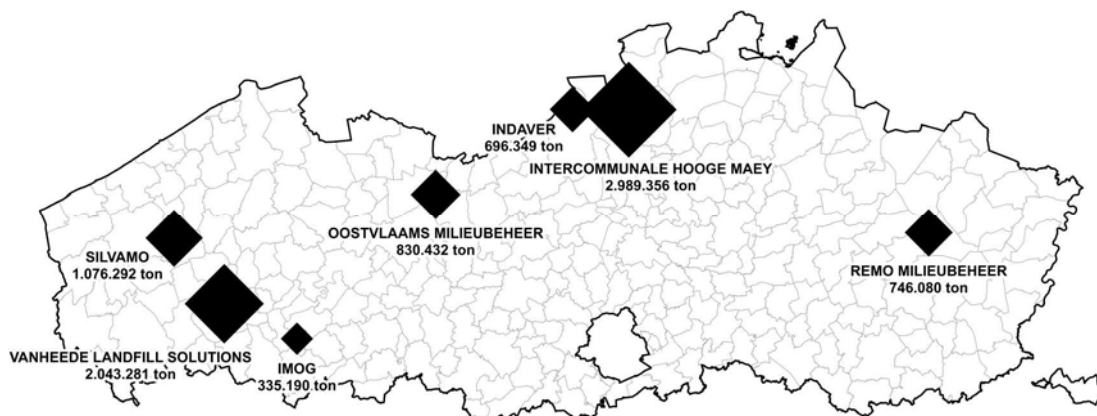 INDAVER
696.349 ton
INTERCOMMUNALE HOOGE MAEY
2.989.356 ton
OOSTVLAAMS MILIEUBEHEER
830.432 ton
SILVAMO
1.076.292 ton
REMO MILIEUBEHEER
746.080 ton
VANHEEDE LANDFILL SOLUTIONS
2.043.281 ton
IMOG
335.190 ton